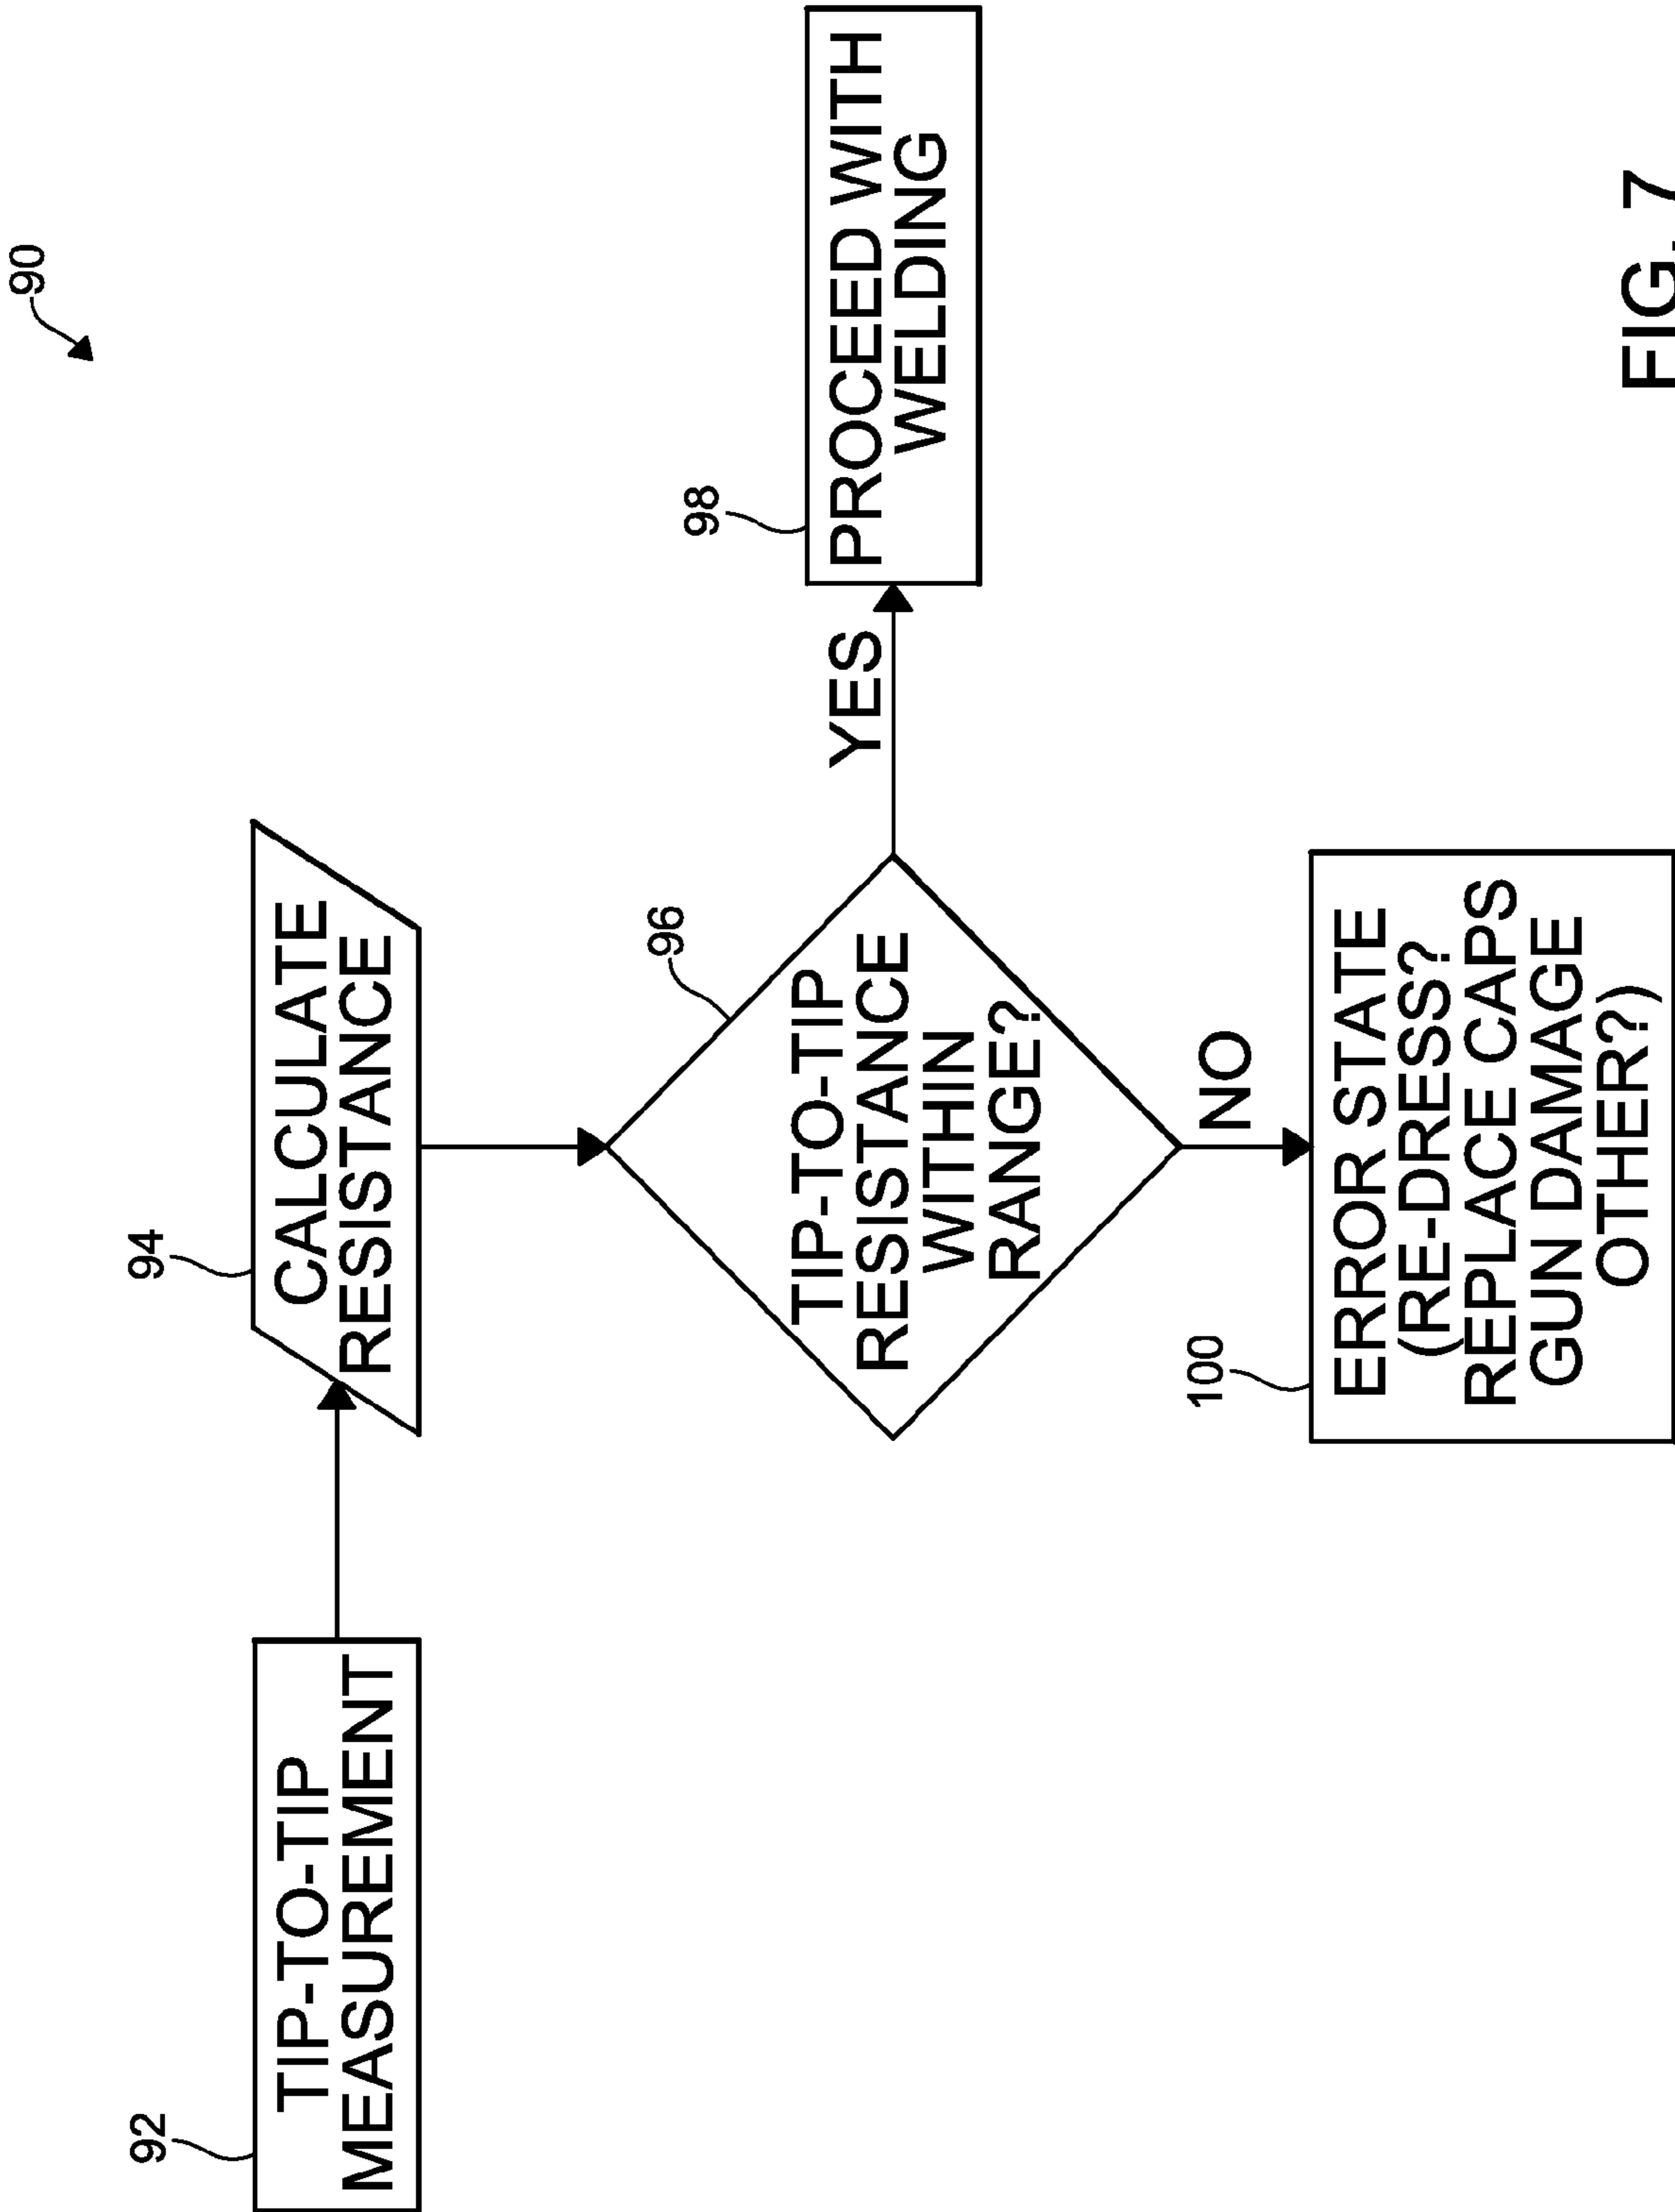 90
92
TIP-TO-TIP
MEASUREMENT
94
CALCULATE
RESISTANCE
96
TIP-TO-TIP
RESISTANCE
WITHIN
RANGE?
YES
98
PROCEED WITH
WELDING
NO
100
ERROR STATE
(RE-DRESS?
REPLACE CAPS
GUN DAMAGE
OTHER?)
FIG. 7